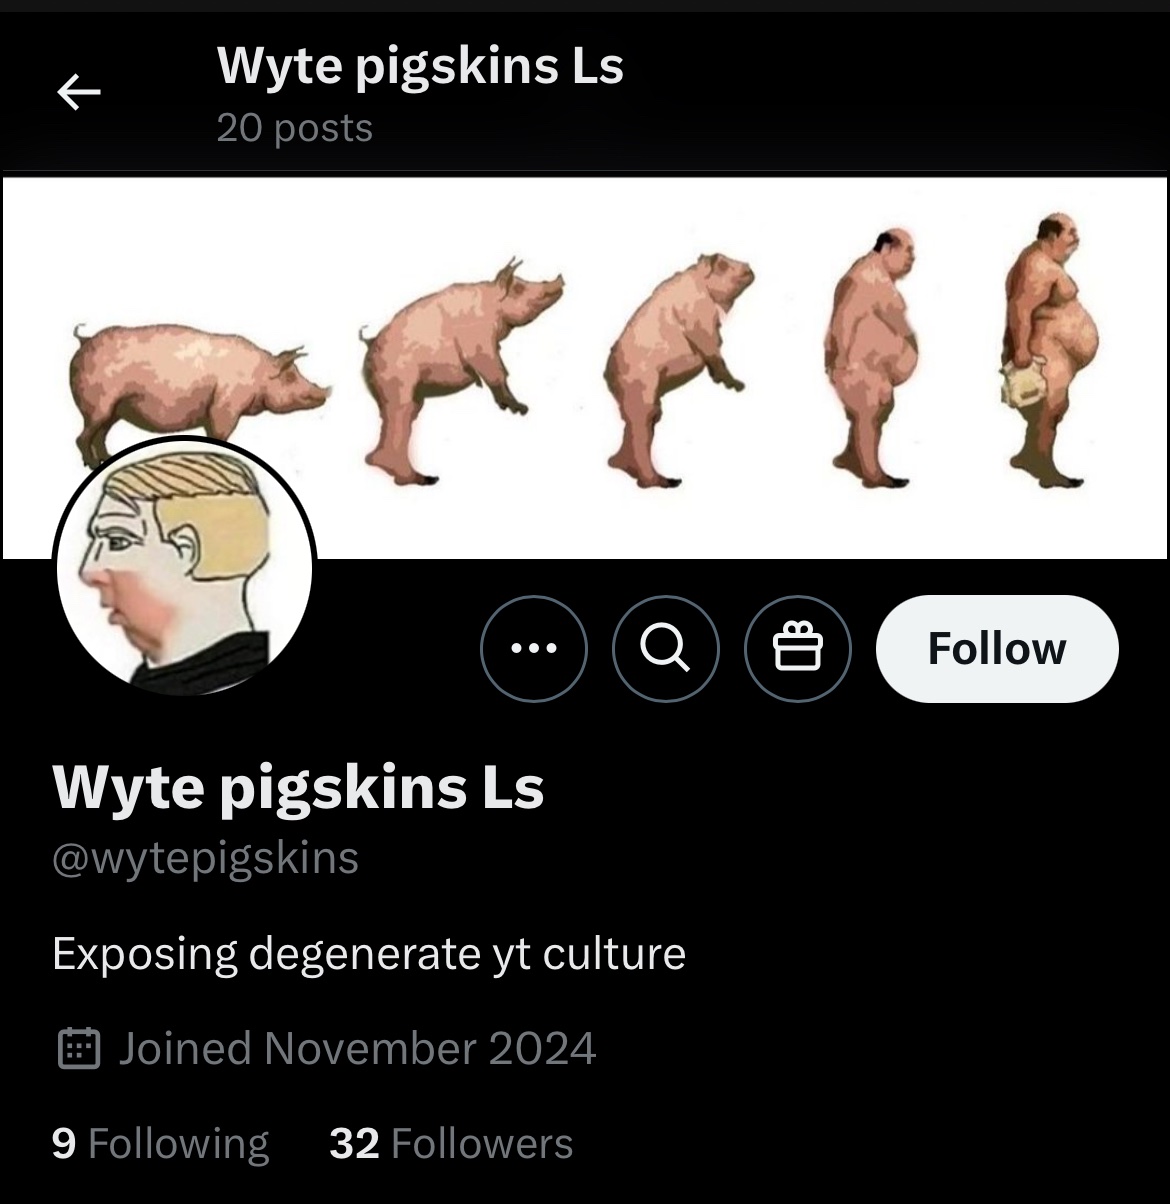 Wyte pigskins Ls
20 posts
Follow
Wyte pigskins Ls
@wytepigskins
Exposing degenerate yt culture
Joined November 2024
9 Following 32 Followers